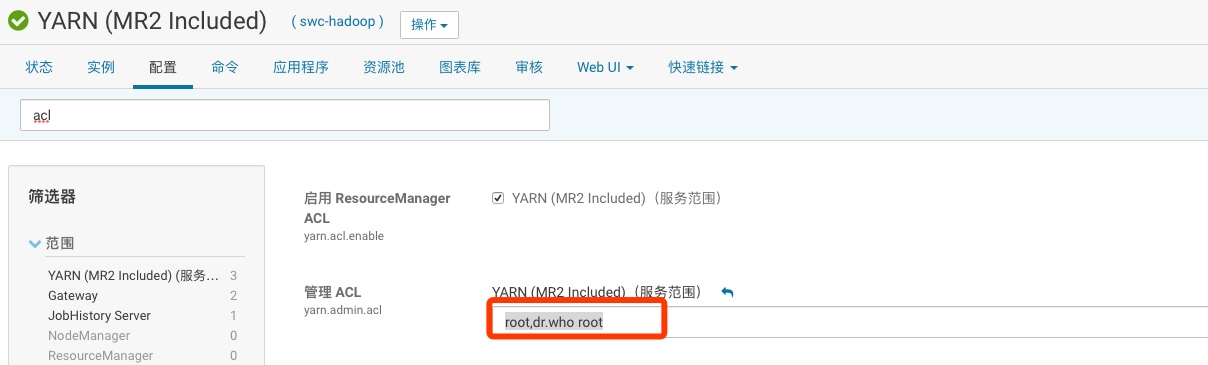 YARN (MR2 Included) ( swc-hadoop ) 操作
状态 实例 配置 命令 应用程序 资源池 图表库 审核 Web UI 快速链接
acl
筛选器
范围
YARN (MR2 Included) (服务... 3
Gateway 2
JobHistory Server 1
NodeManager 0
ResourceManager 0
启用 ResourceManager
ACL
yarn.acl.enable
YARN (MR2 Included)（服务范围）
管理 ACL
yarn.admin.acl
YARN (MR2 Included)（服务范围）
root,dr.who root